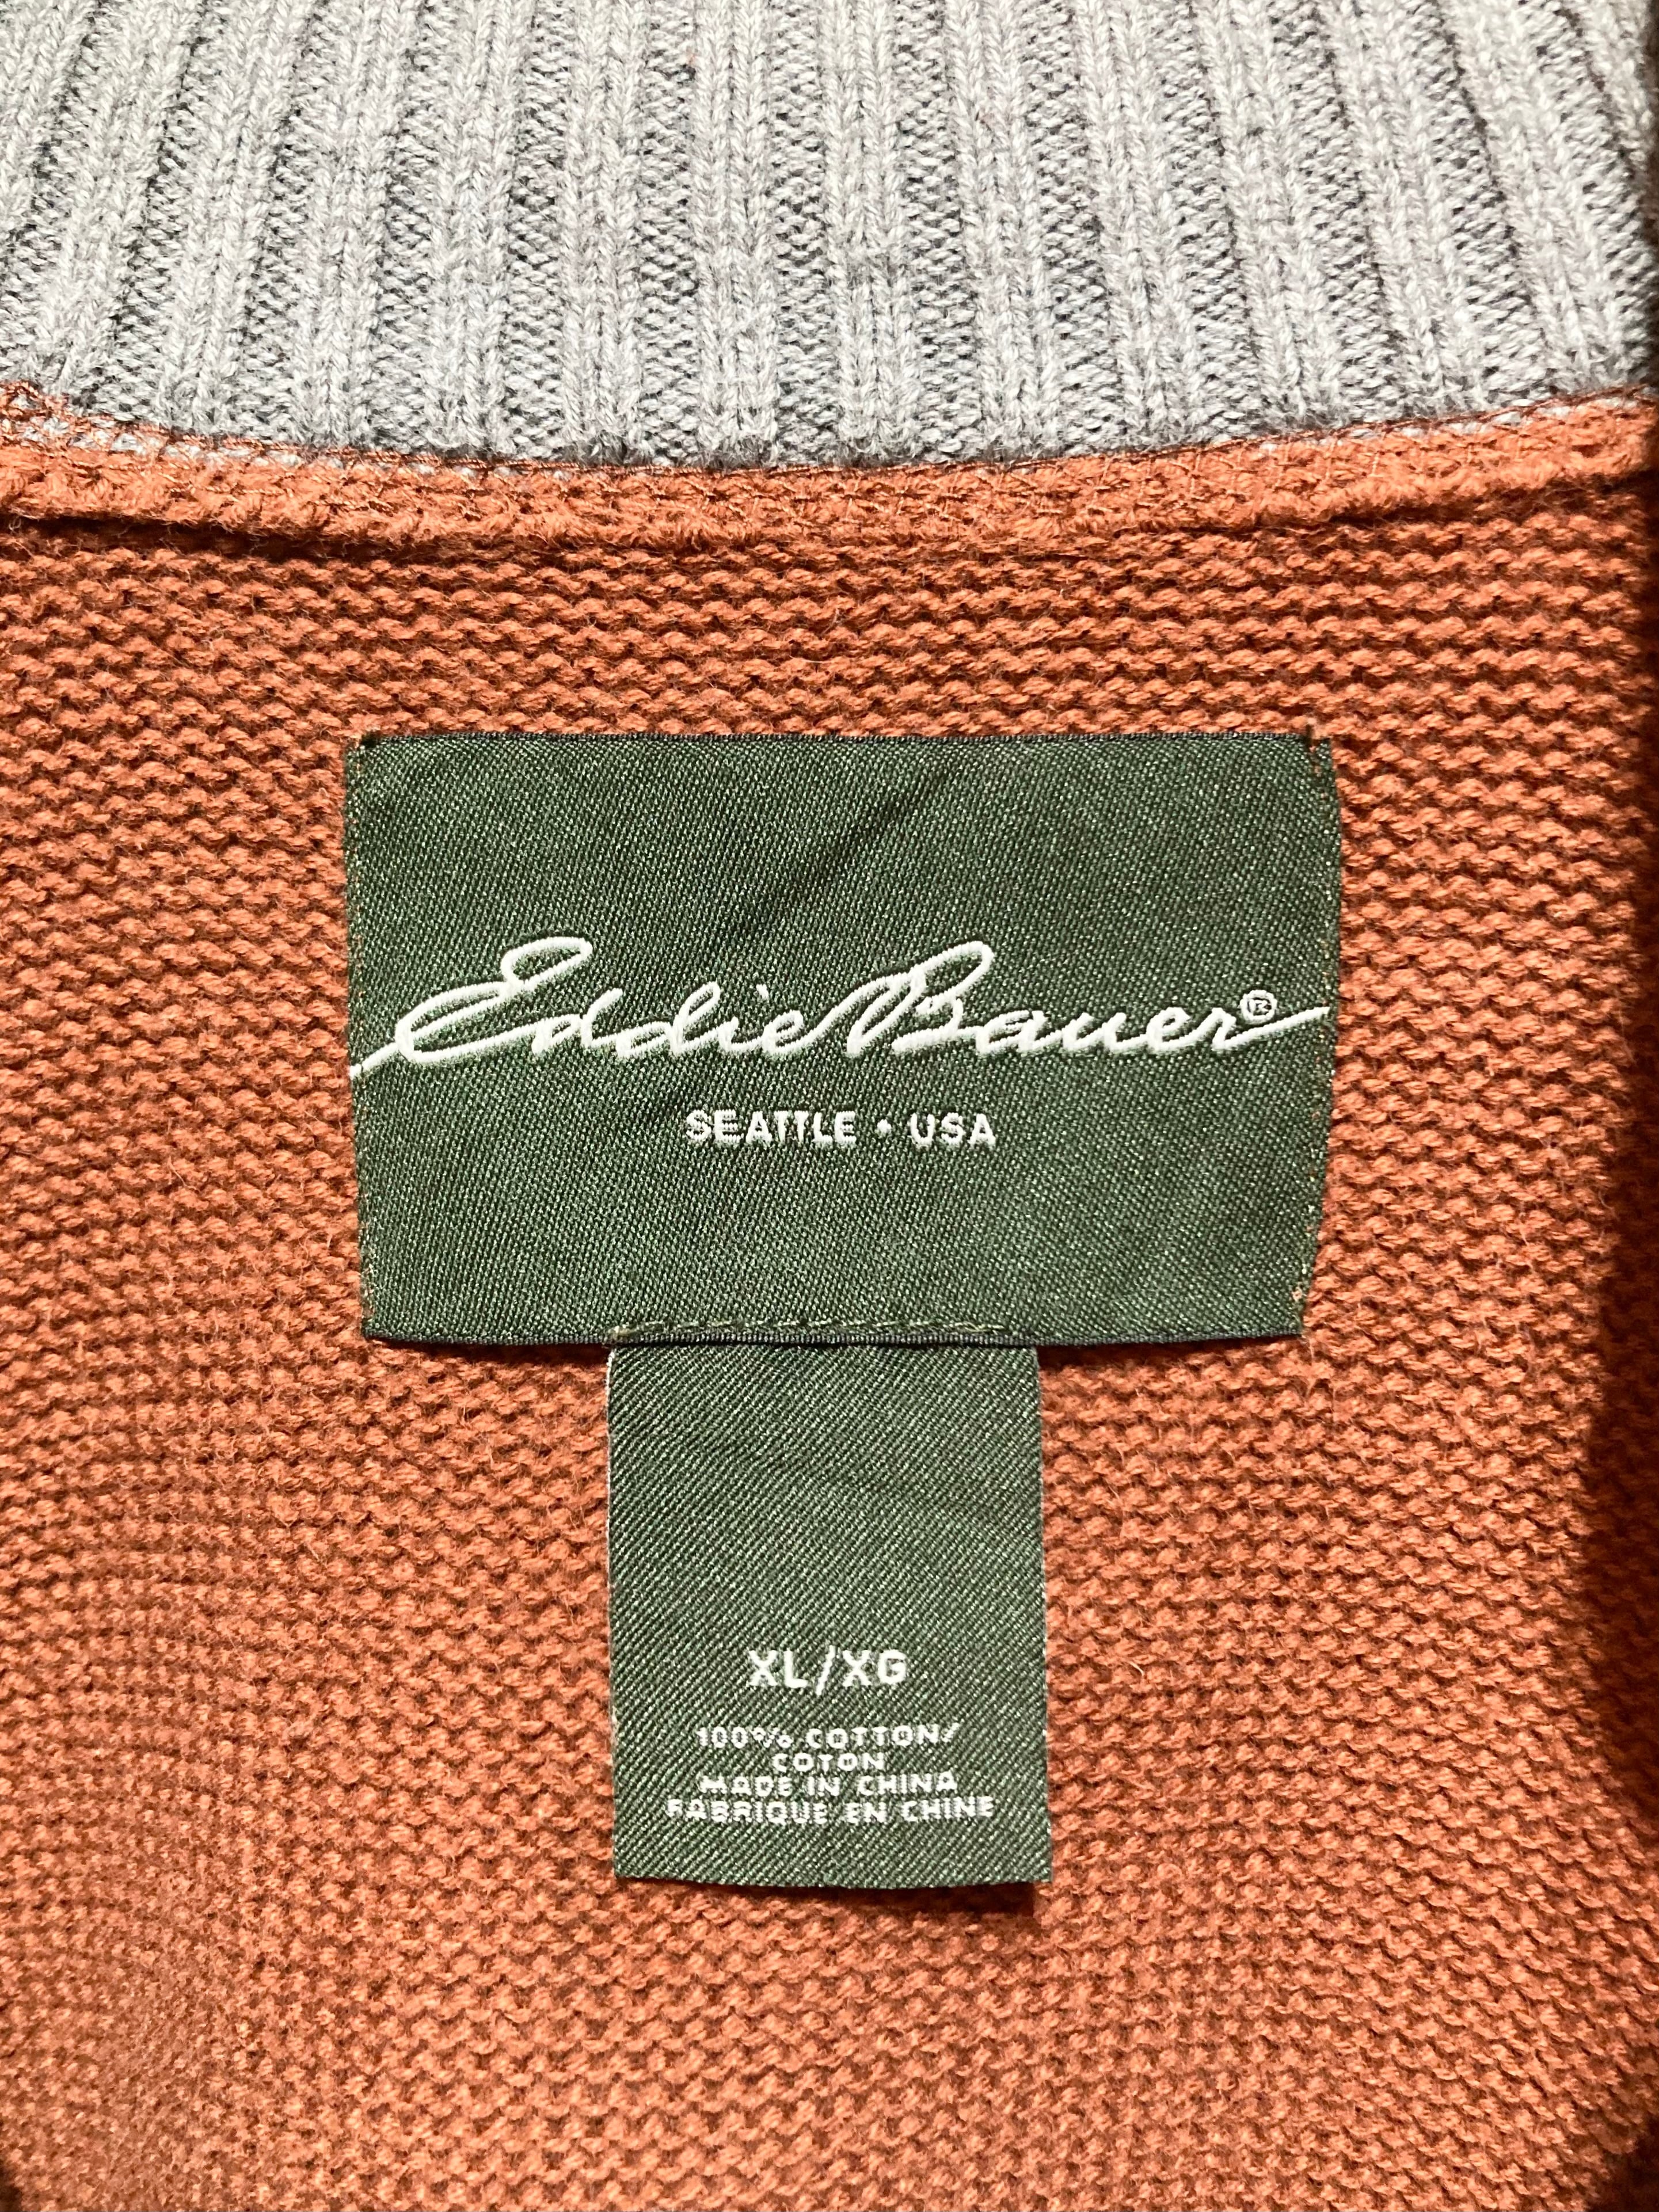 Eddie Bauer®
SEATTLE • USA
XL/XG
100% COTTON/
COTON
MADE IN CHINA
FABRIQUE EN CHINE